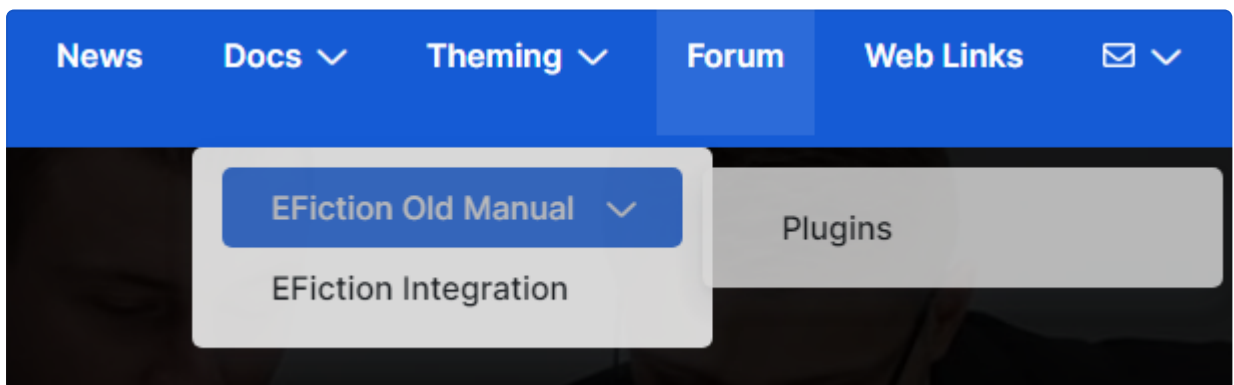 News Docs Theming Forum Web Links
EFiction Old Manual
Plugins
EFiction Integration